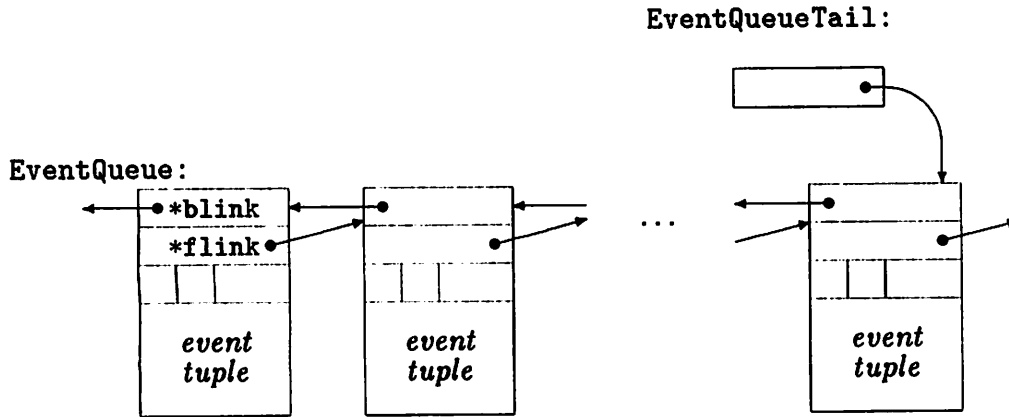 EventQueueTail:
EventQueue:
*blink
*flink
...
event
tuple
event
tuple
event
tuple